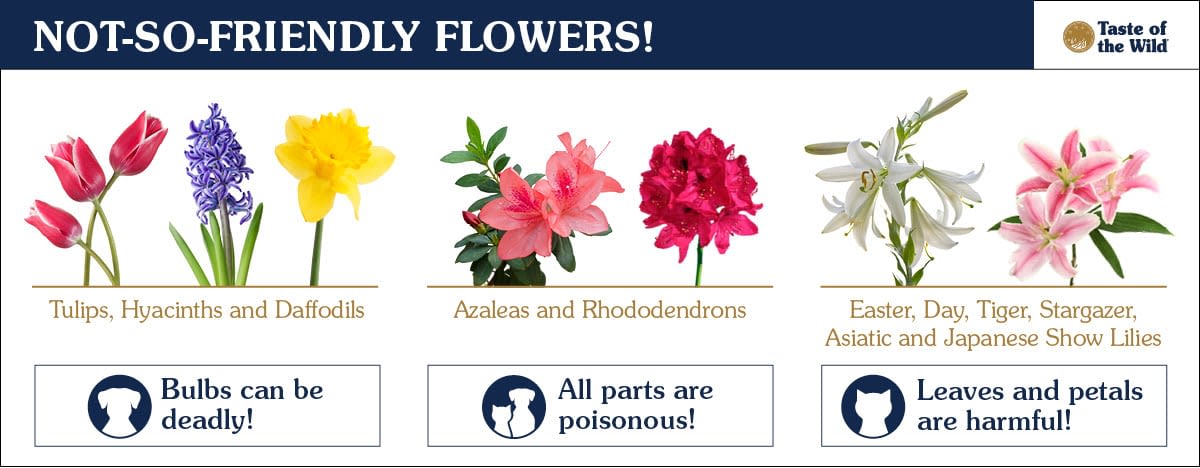 NOT-SO-FRIENDLY FLOWERS!
Taste of
the Wild
Tulips, Hyacinths and Daffodils
Bulbs can be
deadly!
Azaleas and Rhododendrons
All parts are
poisonous!
Easter, Day, Tiger, Stargazer,
Asiatic and Japanese Show Lilies
Leaves and petals
are harmful!